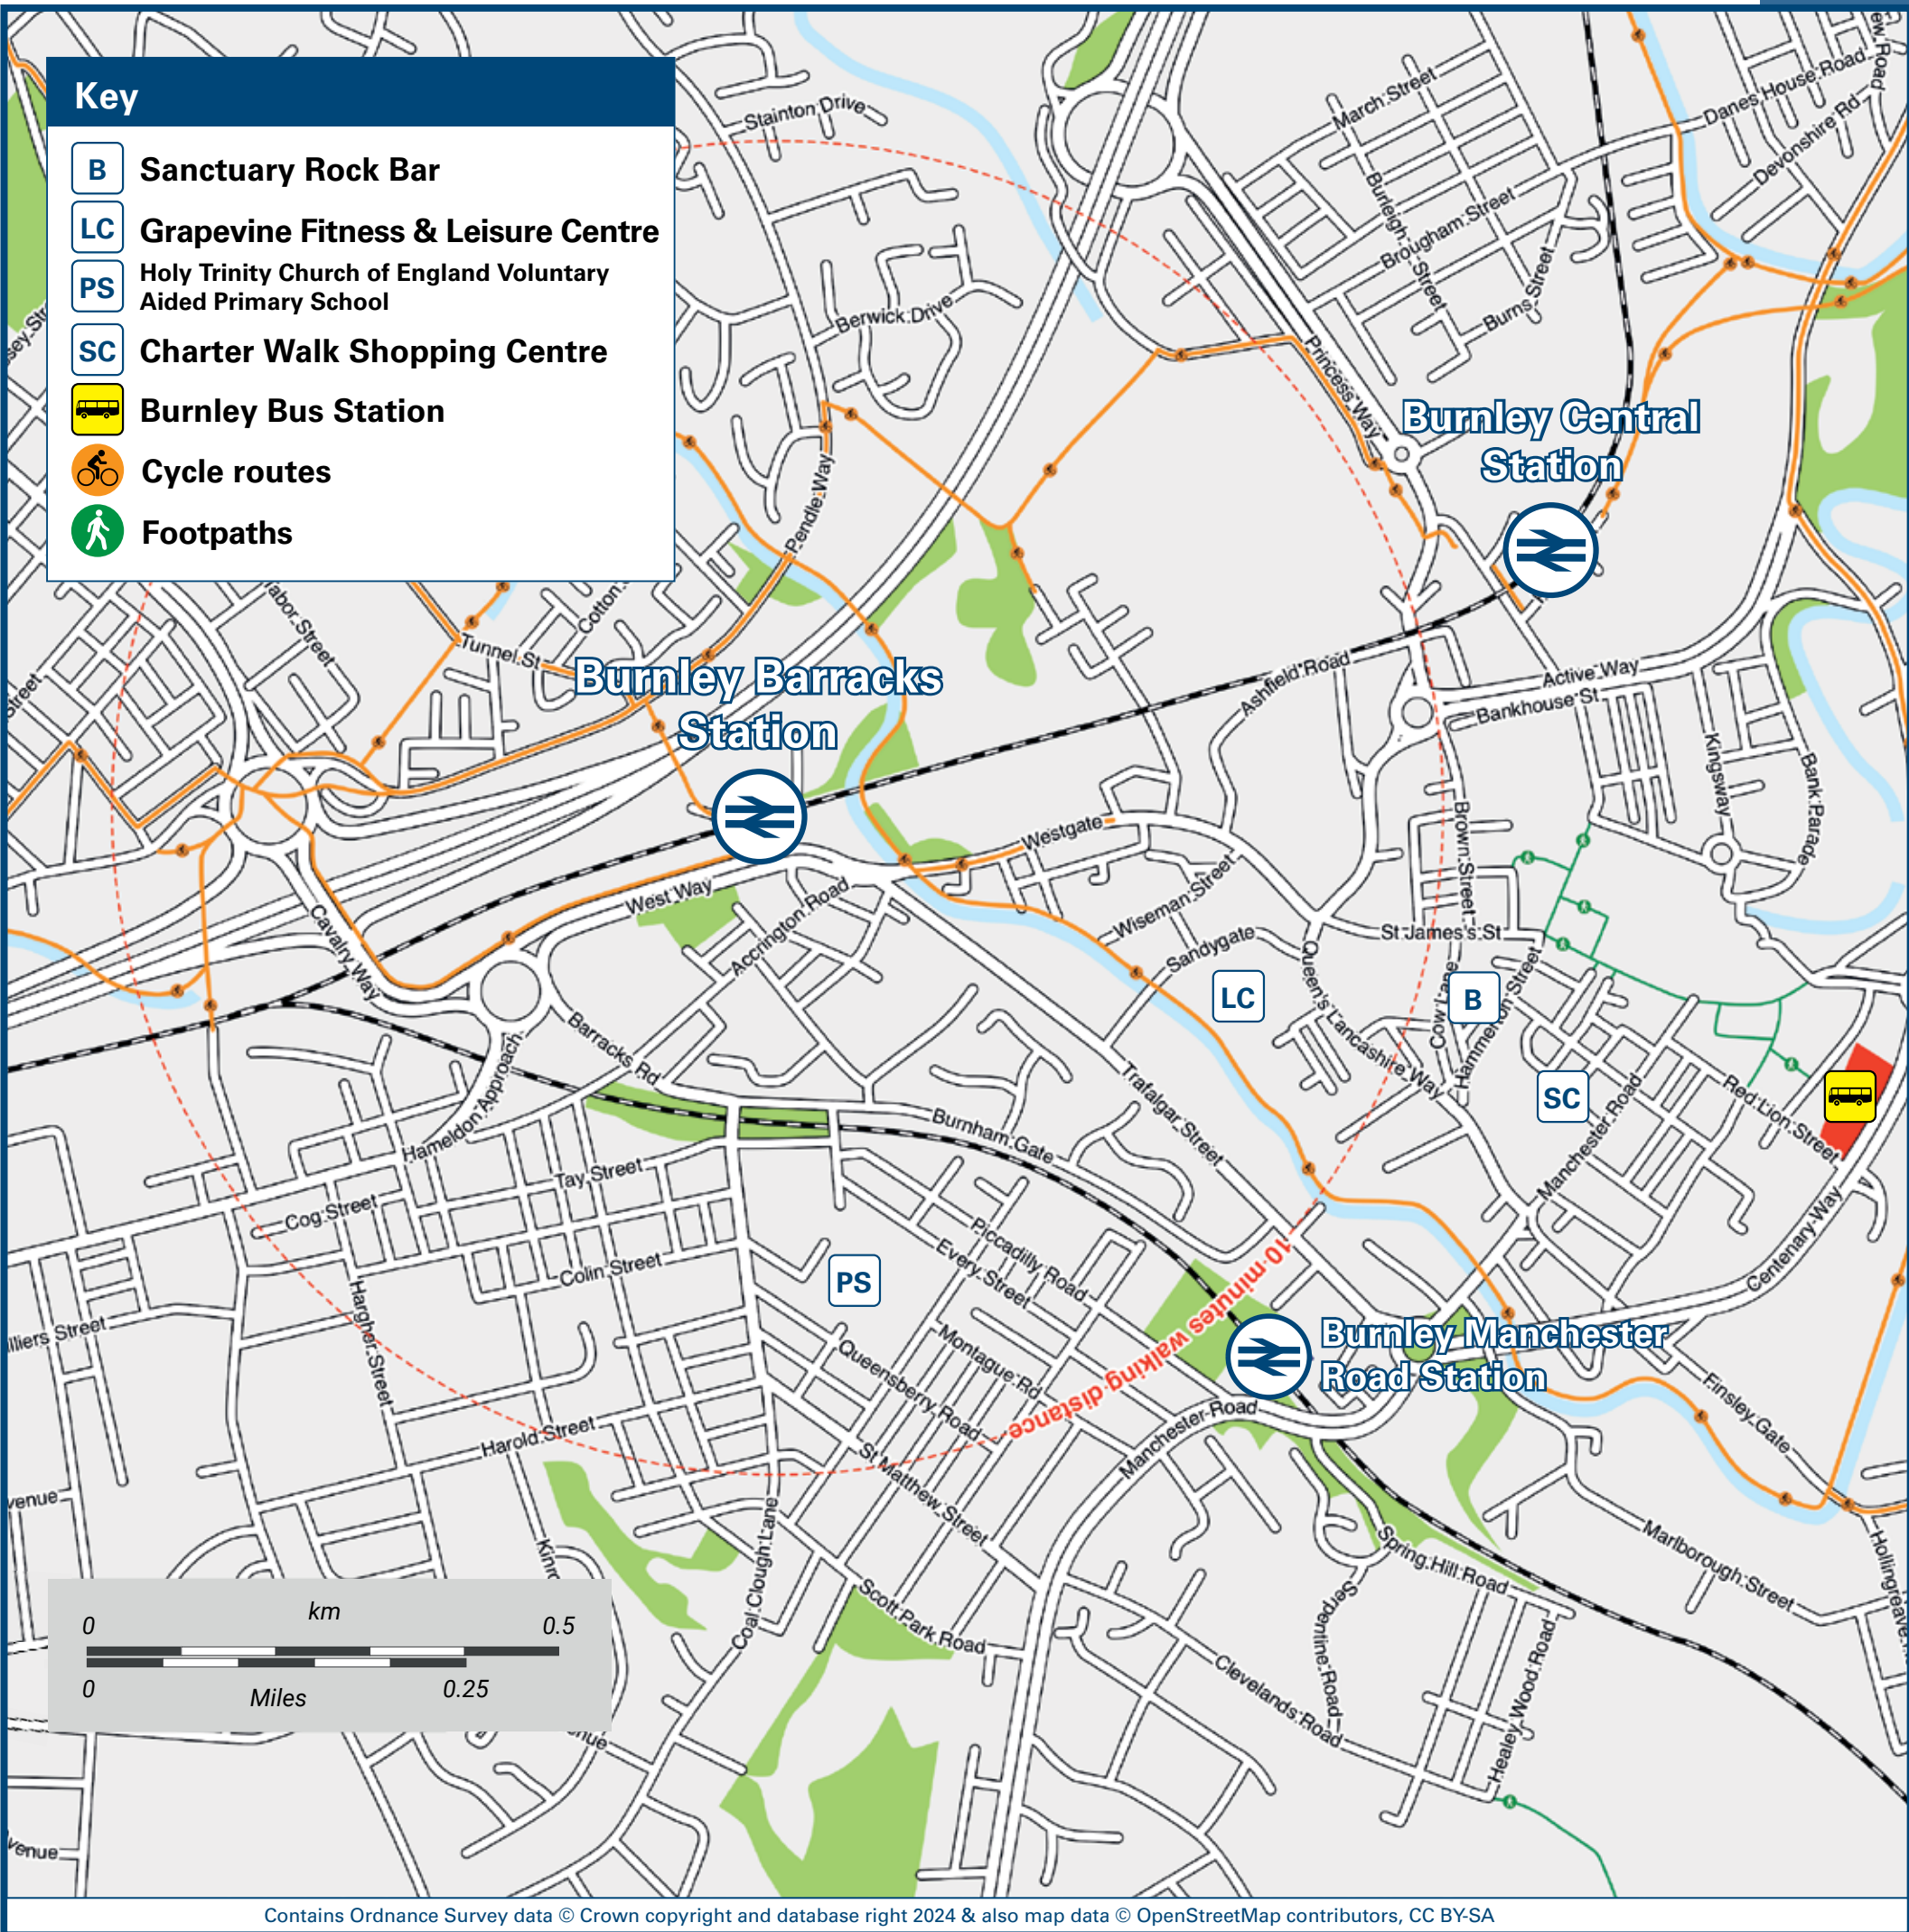 Key
B Sanctuary Rock Bar
LC Grapevine Fitness & Leisure Centre
PS Holy Trinity Church of England Voluntary
Aided Primary School
SC Charter Walk Shopping Centre
Burnley Bus Station
Cycle routes
Footpaths
Stainton Drive
March Street
Danes House Road
Devonshire Rd
Burleigh Street
Brougham Street
Burns Street
Berwick Drive
Princess Way
Burnley Central
Station
Pendle Way
Tunnel St
Burnley Barracks
Station
Ashfield Road
Active Way
Bankhouse St
Kingsway
Bank Parade
Brown Street
Westgate
West Way
Accrington Road
Wiseman Street
Sandygate
St James's St
Cavalry Way
Queen's Lancashire Way
LC
B
Cow Lane
Hammerton Street
SC
Manchester Road
Red Lion Street
Barracks Rd
Hameldon Approach
Trafalgar Street
Burnham Gate
Tay Street
Cog Street
Colin Street
PS
Piccadilly Road
Every Street
Centenary Way
10 minutes walking distance
Burnley Manchester
Road Station
Hargher Street
Montague Rd
Queensberry Road
Manchester Road
Finsley Gate
Harold Street
St Matthew Street
Coal Clough Lane
Spring Hill Road
Marlborough Street
Scott Park Road
Serpentine Road
Clevelands Road
Healey Wood Road
0 km 0.5
0 Miles 0.25
Contains Ordnance Survey data © Crown copyright and database right 2024 & also map data © OpenStreetMap contributors, CC BY-SA